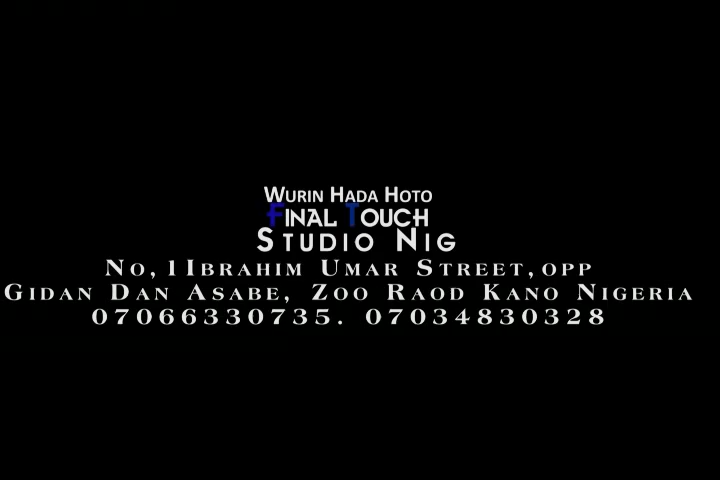 Wurin Hada Hoto
Final Touch
Studio Nig
No,1Ibrahim Umar Street,opp
Gidan Dan Asabe, Zoo Raod Kano Nigeria
07066330735. 07034830328